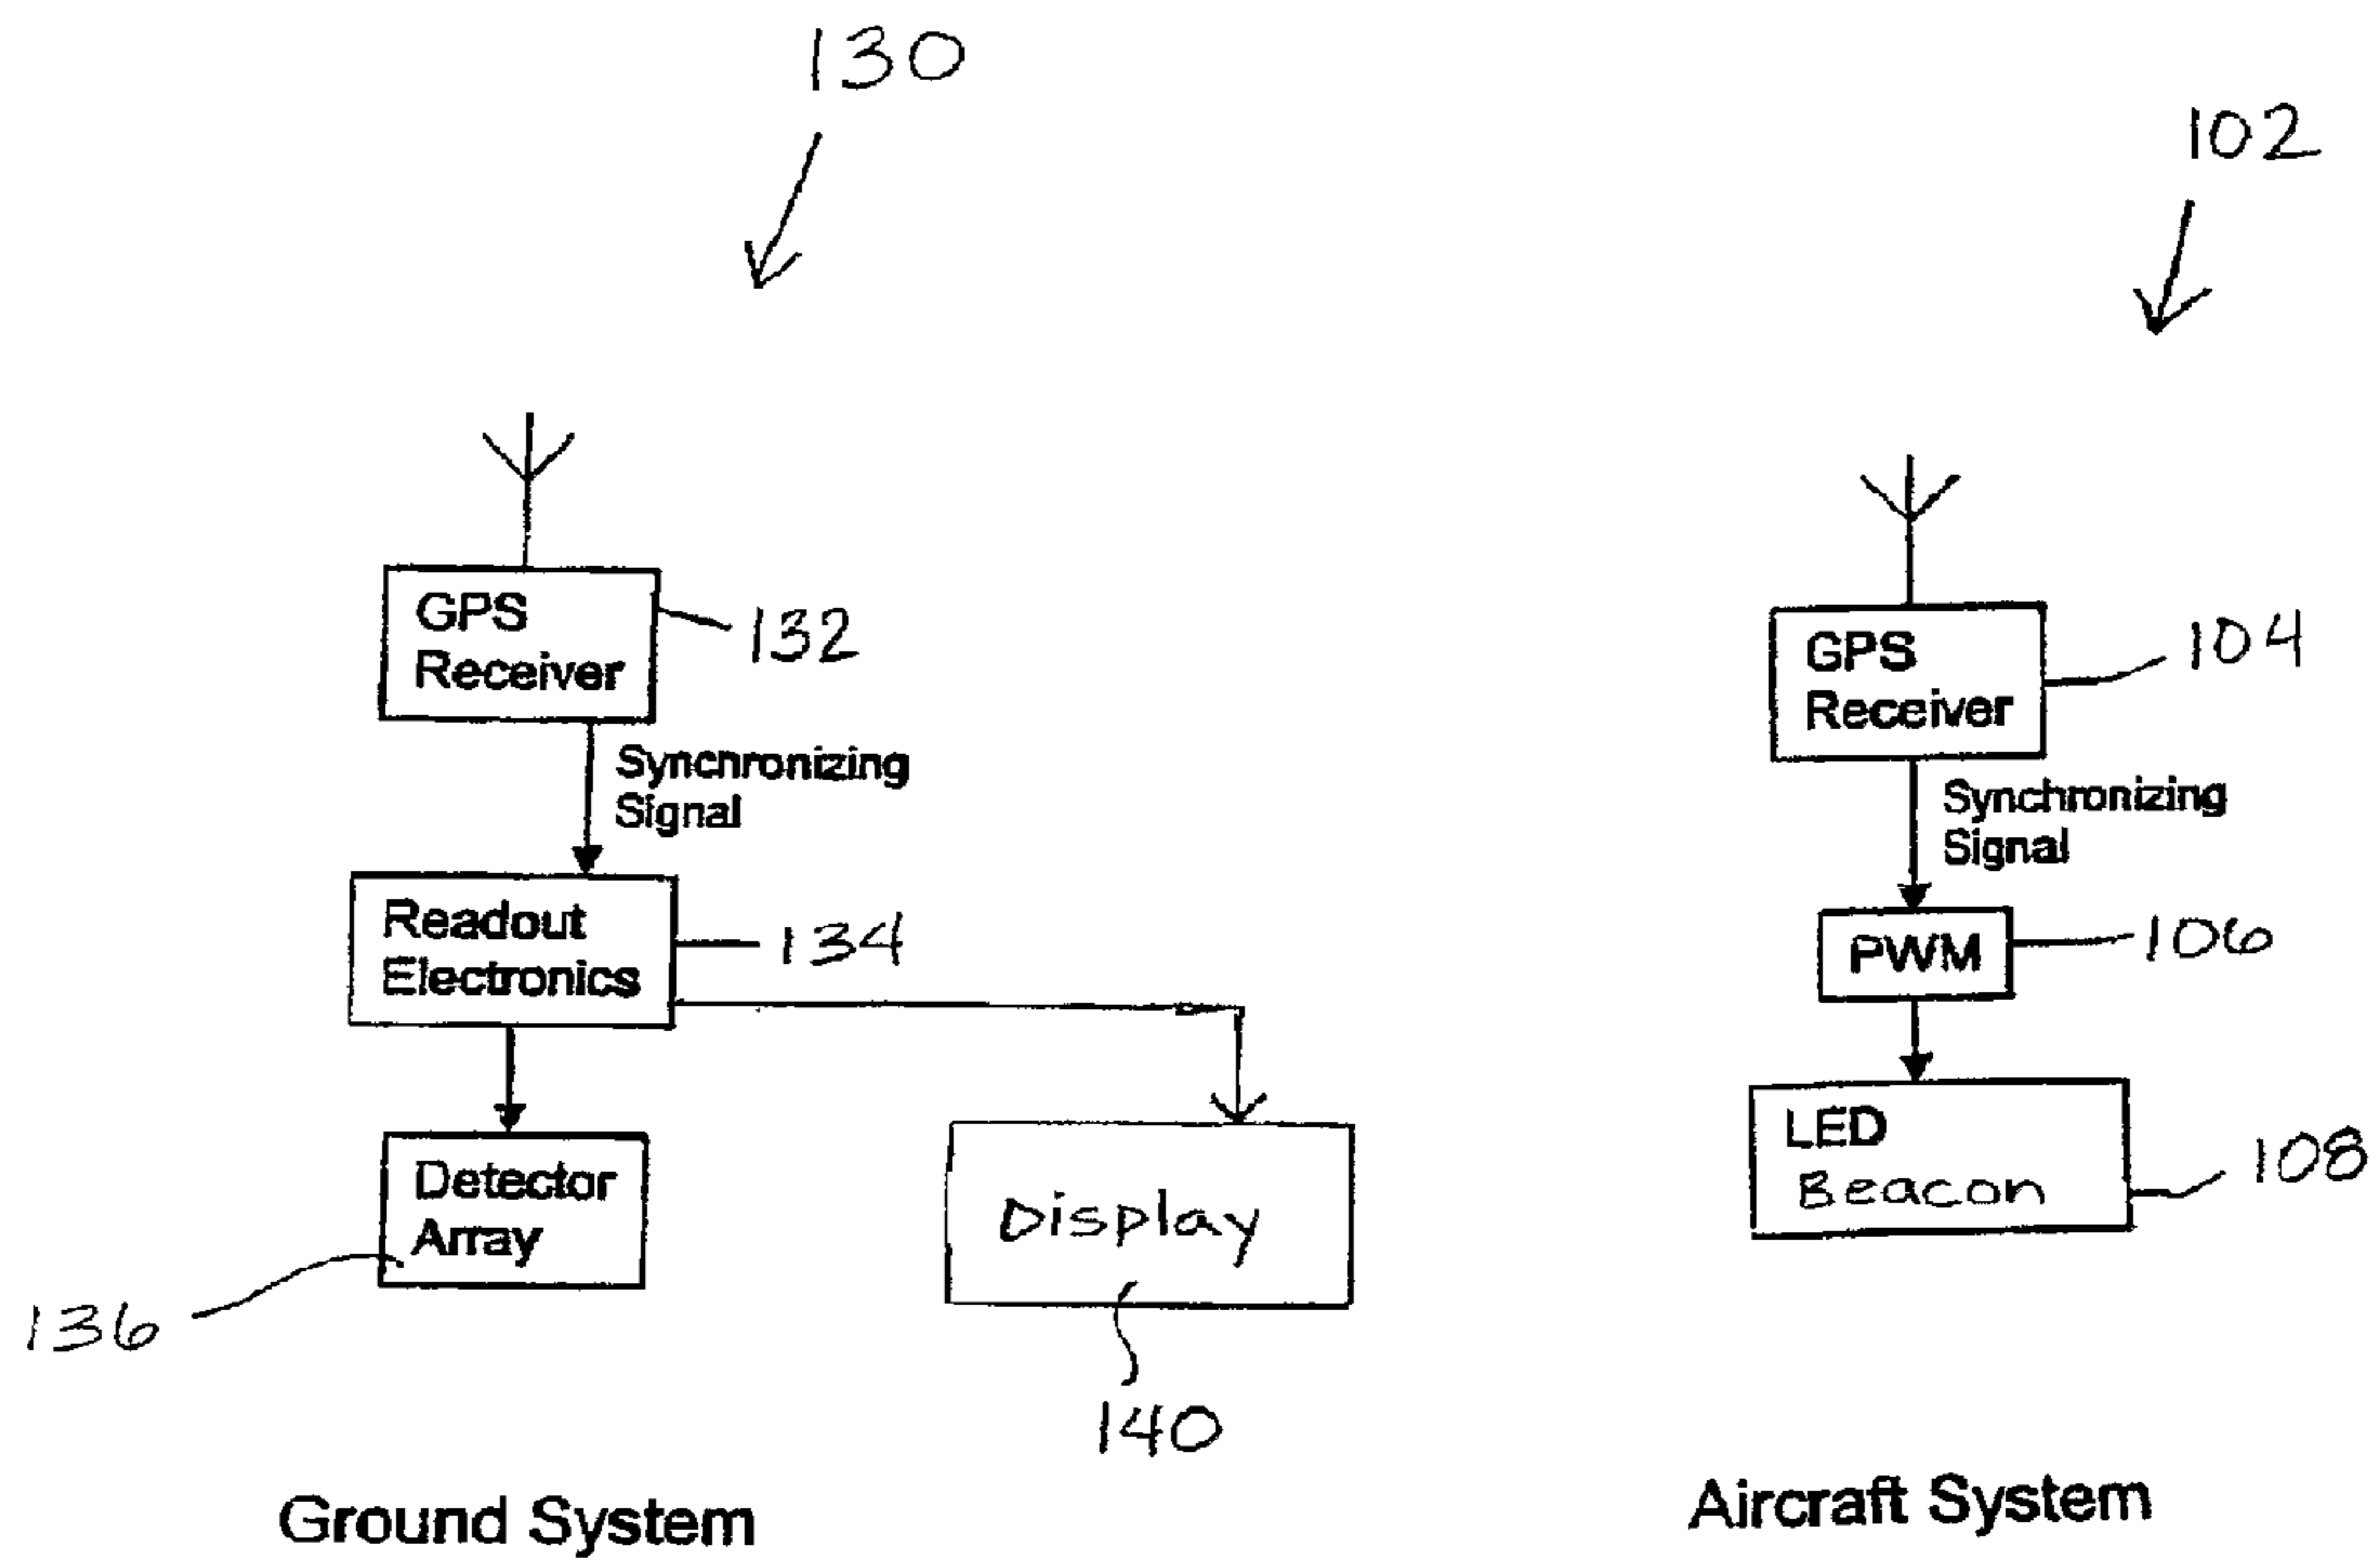 130
102
GPS
Receiver
132
Synchronizing
Signal
Readout
Electronics
134
Detector
Array
136
Display
140
Ground System
GPS
Receiver
104
Synchronizing
Signal
PWM
106
LED
Beacon
108
Aircraft System